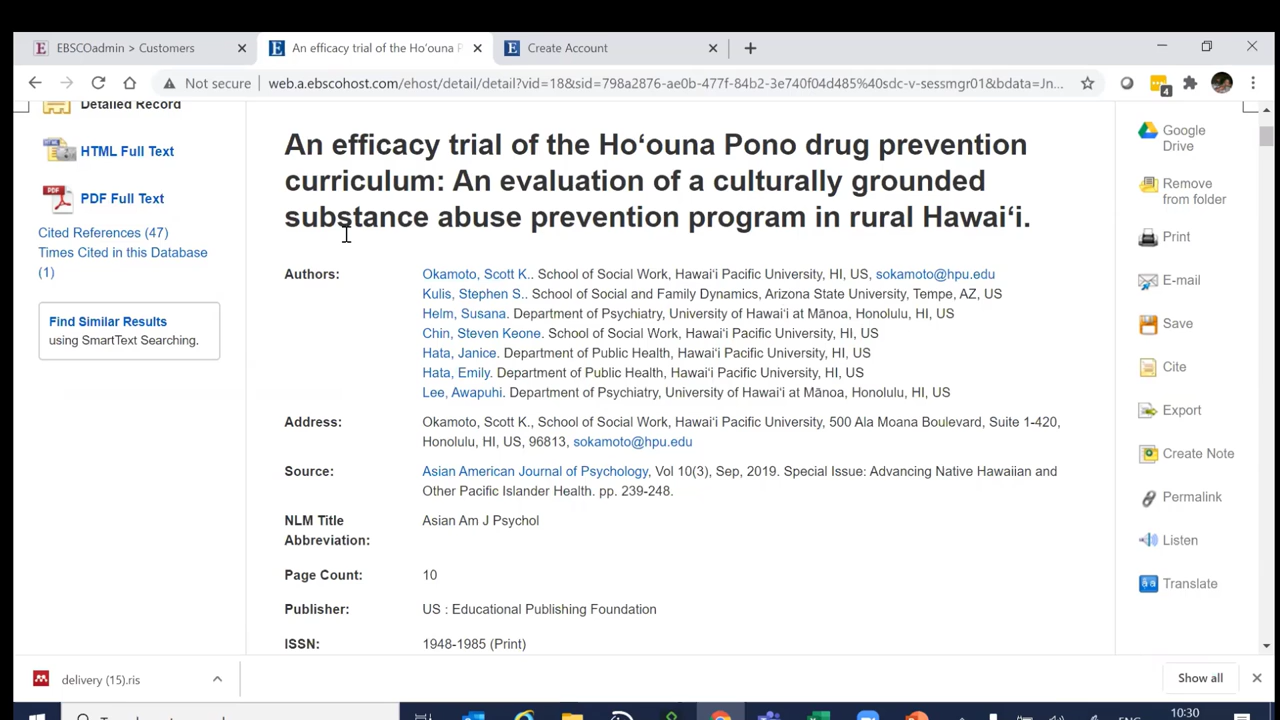 EBSCOadmin > Customers
An efficacy trial of the Hoʻouna P
Create Account
Not secure
web.a.ebscohost.com/ehost/detail/detail?vid=18&sid=798a2876-ae0b-477f-84b2-3e740f04d485%40sdc-v-sessmgr01&bdata=Jn...
4
Detailed Record
HTML Full Text
PDF Full Text
Cited References (47)
Times Cited in this Database
(1)
Find Similar Results
using SmartText Searching.
An efficacy trial of the Hoʻouna Pono drug prevention
curriculum: An evaluation of a culturally grounded
substance abuse prevention program in rural Hawaiʻi.
Authors:
Okamoto, Scott K.. School of Social Work, Hawaiʻi Pacific University, HI, US, sokamoto@hpu.edu
Kulis, Stephen S.. School of Social and Family Dynamics, Arizona State University, Tempe, AZ, US
Helm, Susana. Department of Psychiatry, University of Hawaiʻi at Mānoa, Honolulu, HI, US
Chin, Steven Keone. School of Social Work, Hawaiʻi Pacific University, HI, US
Hata, Janice. Department of Public Health, Hawaiʻi Pacific University, HI, US
Hata, Emily. Department of Public Health, Hawaiʻi Pacific University, HI, US
Lee, Awapuhi. Department of Psychiatry, University of Hawaiʻi at Mānoa, Honolulu, HI, US
Address:
Okamoto, Scott K., School of Social Work, Hawaiʻi Pacific University, 500 Ala Moana Boulevard, Suite 1-420,
Honolulu, HI, US, 96813, sokamoto@hpu.edu
Source:
Asian American Journal of Psychology, Vol 10(3), Sep, 2019. Special Issue: Advancing Native Hawaiian and
Other Pacific Islander Health. pp. 239-248.
NLM Title
Abbreviation:
Asian Am J Psychol
Page Count:
10
Publisher:
US : Educational Publishing Foundation
ISSN:
1948-1985 (Print)
Google
Drive
Remove
from folder
Print
E-mail
Save
Cite
Export
Create Note
Permalink
Listen
Translate
delivery (15).ris
Show all
10:30